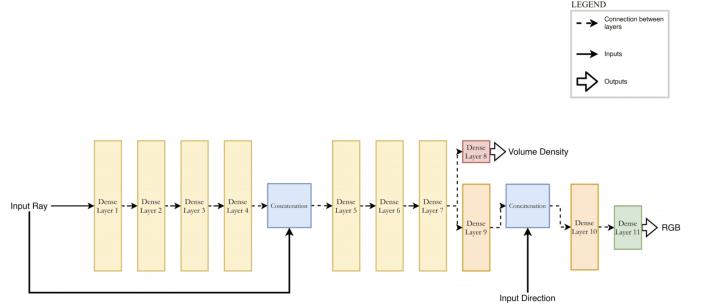 LEGEND
Connection between
layers
Inputs
Outputs
Input Ray
Dense
Layer 1
Dense
Layer 2
Dense
Layer 3
Dense
Layer 4
Concatenation
Dense
Layer 5
Dense
Layer 6
Dense
Layer 7
Dense
Layer 8
Volume Density
Dense
Layer 9
Concatenation
Dense
Layer 10
Dense
Layer 11
RGB
Input Direction